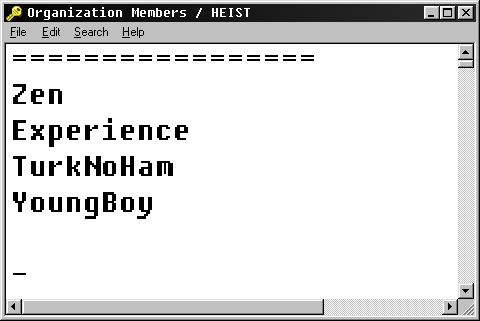 Organization Members / HEIST
File Edit Search Help
=================
Zen
Experience
TurkNoHam
YoungBoy
_